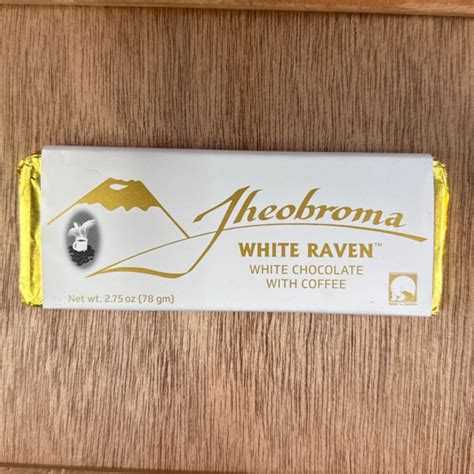 Theobroma
WHITE RAVEN™
WHITE CHOCOLATE
WITH COFFEE
Net wt. 2.75 oz (78 gm)